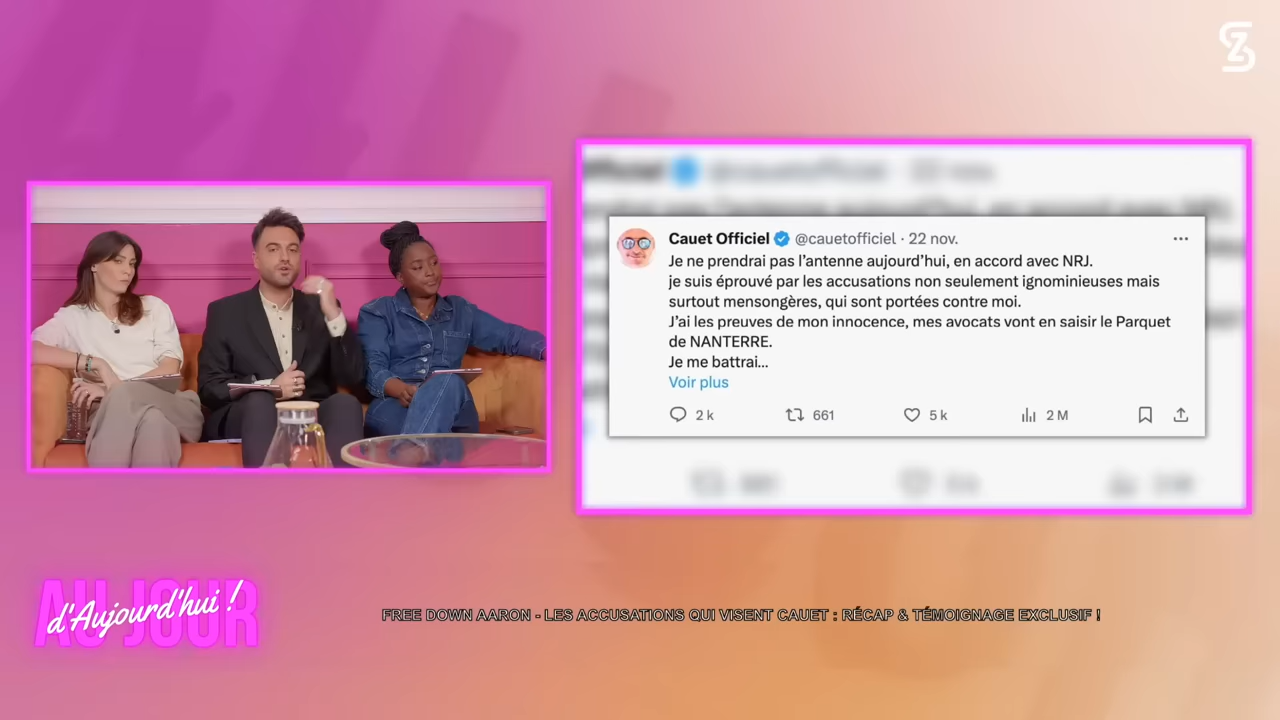 Cauet Officiel @cauetofficiel · 22 nov.
Je ne prendrai pas l'antenne aujourd'hui, en accord avec NRJ.
je suis éprouvé par les accusations non seulement ignominieuses mais
surtout mensongères, qui sont portées contre moi.
J'ai les preuves de mon innocence, mes avocats vont en saisir le Parquet
de NANTERRE.
Je me battrai...
Voir plus
2 k 661 5 k 2 M
AU JOUR
d'Aujourd'hui !
FREE DOWN AARON - LES ACCUSATIONS QUI VISENT CAUET : RÉCAP & TÉMOIGNAGE EXCLUSIF !